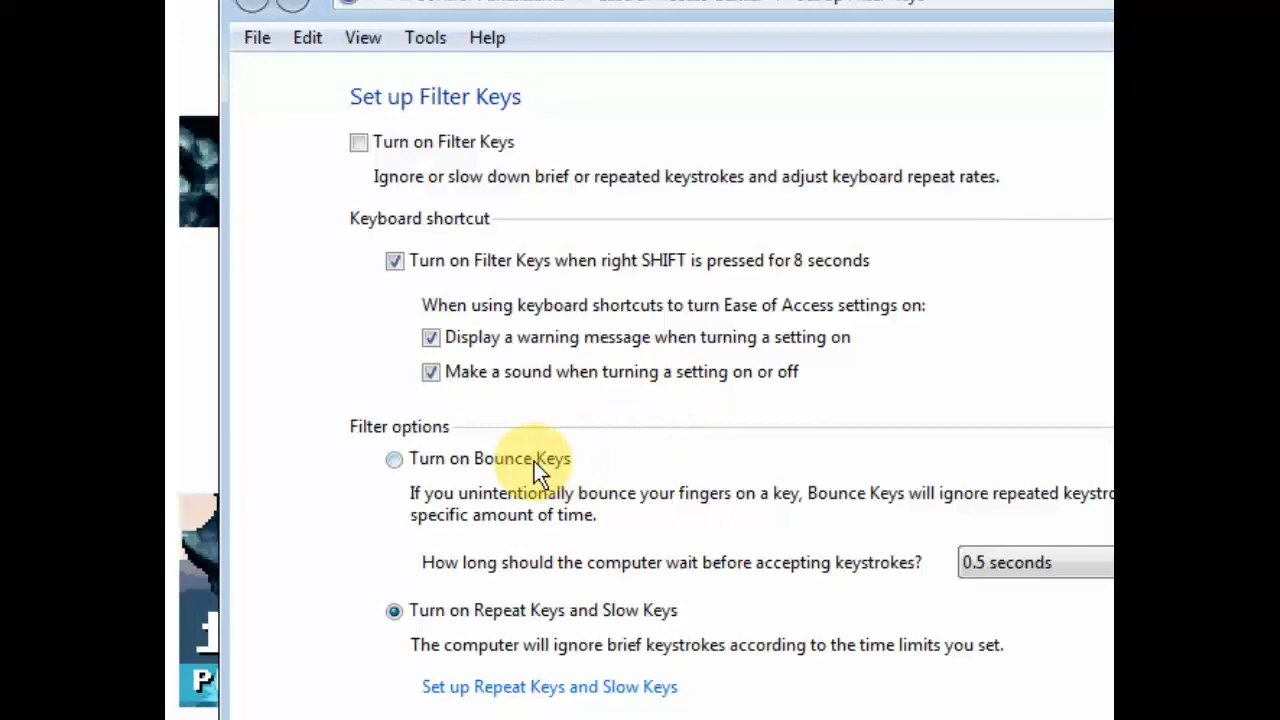 File Edit View Tools Help
Set up Filter Keys
Turn on Filter Keys
Ignore or slow down brief or repeated keystrokes and adjust keyboard repeat rates.
Keyboard shortcut
Turn on Filter Keys when right SHIFT is pressed for 8 seconds
When using keyboard shortcuts to turn Ease of Access settings on:
Display a warning message when turning a setting on
Make a sound when turning a setting on or off
Filter options
Turn on Bounce Keys
If you unintentionally bounce your fingers on a key, Bounce Keys will ignore repeated keystro
specific amount of time.
How long should the computer wait before accepting keystrokes? 0.5 seconds
Turn on Repeat Keys and Slow Keys
The computer will ignore brief keystrokes according to the time limits you set.
Set up Repeat Keys and Slow Keys